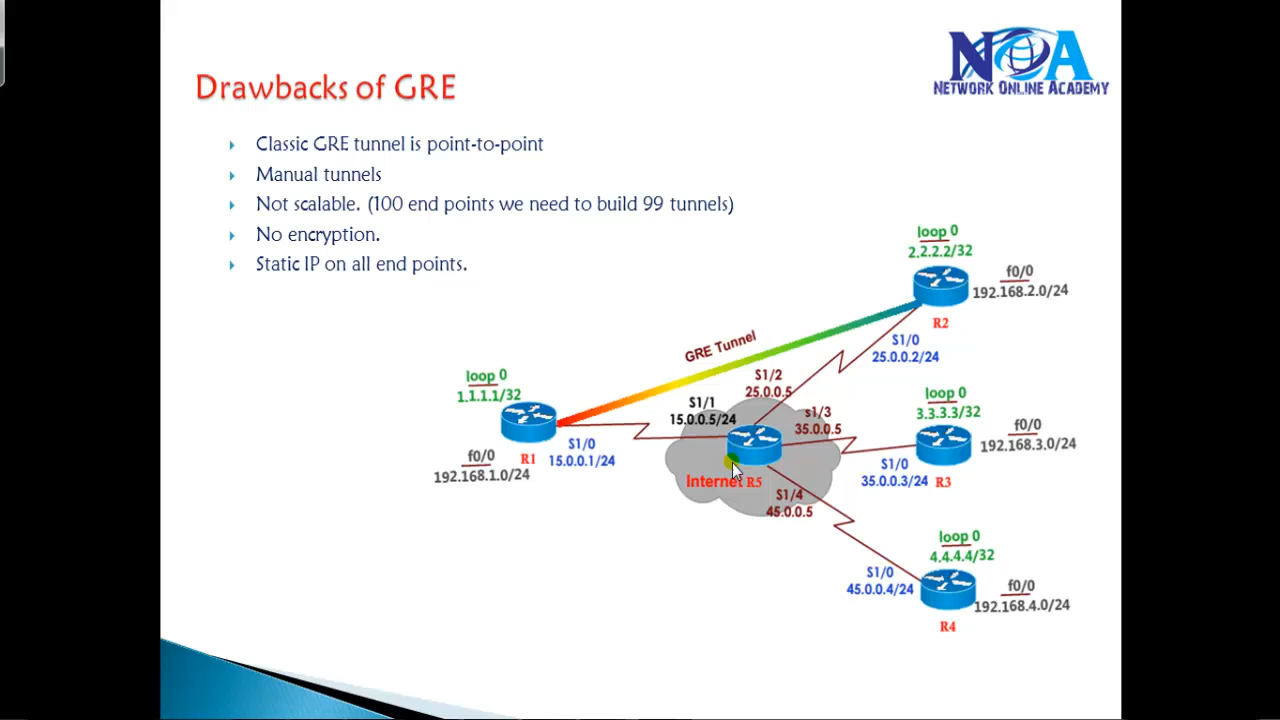 NOA
NETWORK ONLINE ACADEMY
Drawbacks of GRE
Classic GRE tunnel is point-to-point
Manual tunnels
Not scalable. (100 end points we need to build 99 tunnels)
No encryption.
Static IP on all end points.
loop 0
2.2.2.2/32
f0/0
192.168.2.0/24
R2
S1/0
25.0.0.2/24
GRE Tunnel
loop 0
1.1.1.1/32
S1/2
25.0.0.5
S1/1
15.0.0.5/24
s1/3
35.0.0.5
loop 0
3.3.3.3/32
f0/0
192.168.3.0/24
f0/0
192.168.1.0/24
R1
S1/0
15.0.0.1/24
Internet R5
S1/0
35.0.0.3/24
R3
S1/4
45.0.0.5
loop 0
4.4.4.4/32
S1/0
45.0.0.4/24
f0/0
192.168.4.0/24
R4